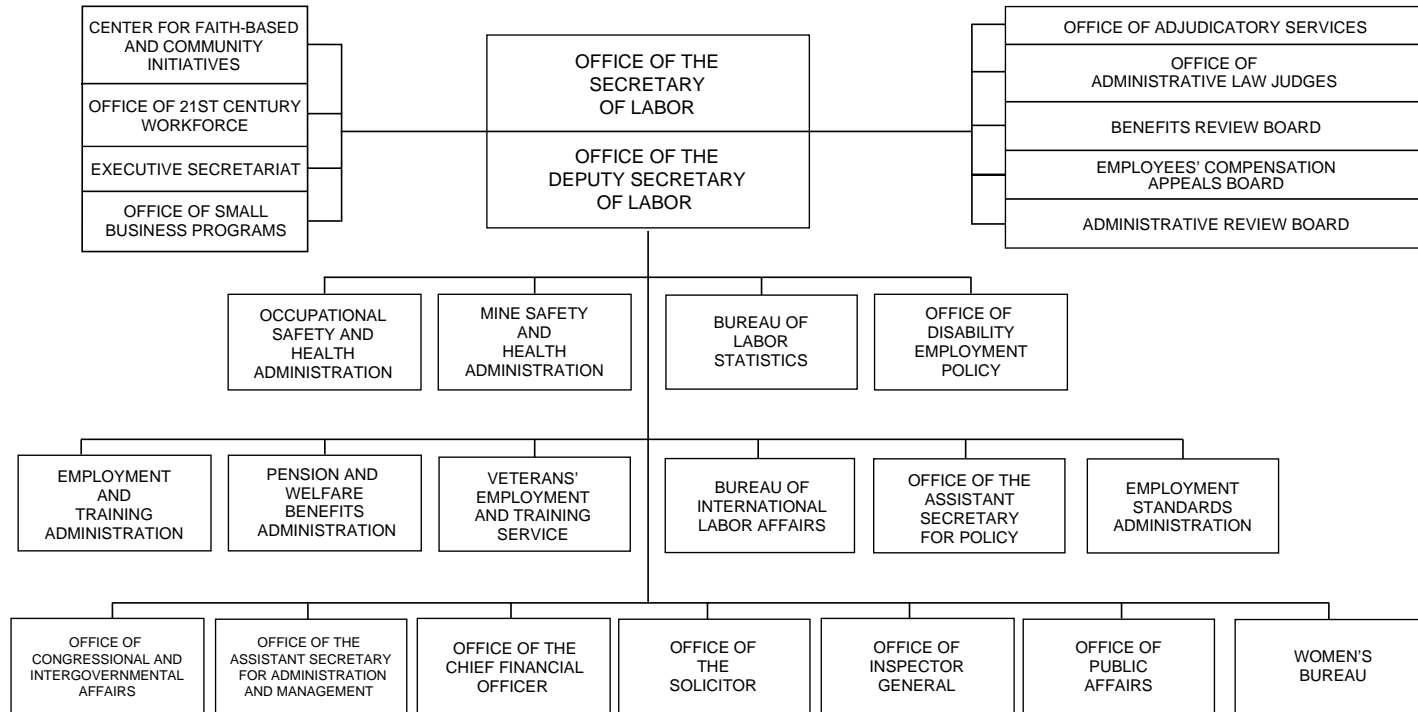 CENTER FOR FAITH-BASED
AND COMMUNITY
INITIATIVES
OFFICE OF 21ST CENTURY
WORKFORCE
EXECUTIVE SECRETARIAT
OFFICE OF SMALL
BUSINESS PROGRAMS
OFFICE OF THE
SECRETARY
OF LABOR
OFFICE OF THE
DEPUTY SECRETARY
OF LABOR
OFFICE OF ADJUDICATORY SERVICES
OFFICE OF
ADMINISTRATIVE LAW JUDGES
BENEFITS REVIEW BOARD
EMPLOYEES’ COMPENSATION
APPEALS BOARD
ADMINISTRATIVE REVIEW BOARD
OCCUPATIONAL
SAFETY AND
HEALTH
ADMINISTRATION
MINE SAFETY
AND
HEALTH
ADMINISTRATION
BUREAU OF
LABOR
STATISTICS
OFFICE OF
DISABILITY
EMPLOYMENT
POLICY
EMPLOYMENT
AND
TRAINING
ADMINISTRATION
PENSION AND
WELFARE
BENEFITS
ADMINISTRATION
VETERANS’
EMPLOYMENT
AND TRAINING
SERVICE
BUREAU OF
INTERNATIONAL
LABOR AFFAIRS
OFFICE OF THE
ASSISTANT
SECRETARY
FOR POLICY
EMPLOYMENT
STANDARDS
ADMINISTRATION
OFFICE OF
CONGRESSIONAL AND
INTERGOVERNMENTAL
AFFAIRS
OFFICE OF THE
ASSISTANT SECRETARY
FOR ADMINISTRATION
AND MANAGEMENT
OFFICE OF THE
CHIEF FINANCIAL
OFFICER
OFFICE OF
THE
SOLICITOR
OFFICE OF
INSPECTOR
GENERAL
OFFICE OF
PUBLIC
AFFAIRS
WOMEN’S
BUREAU